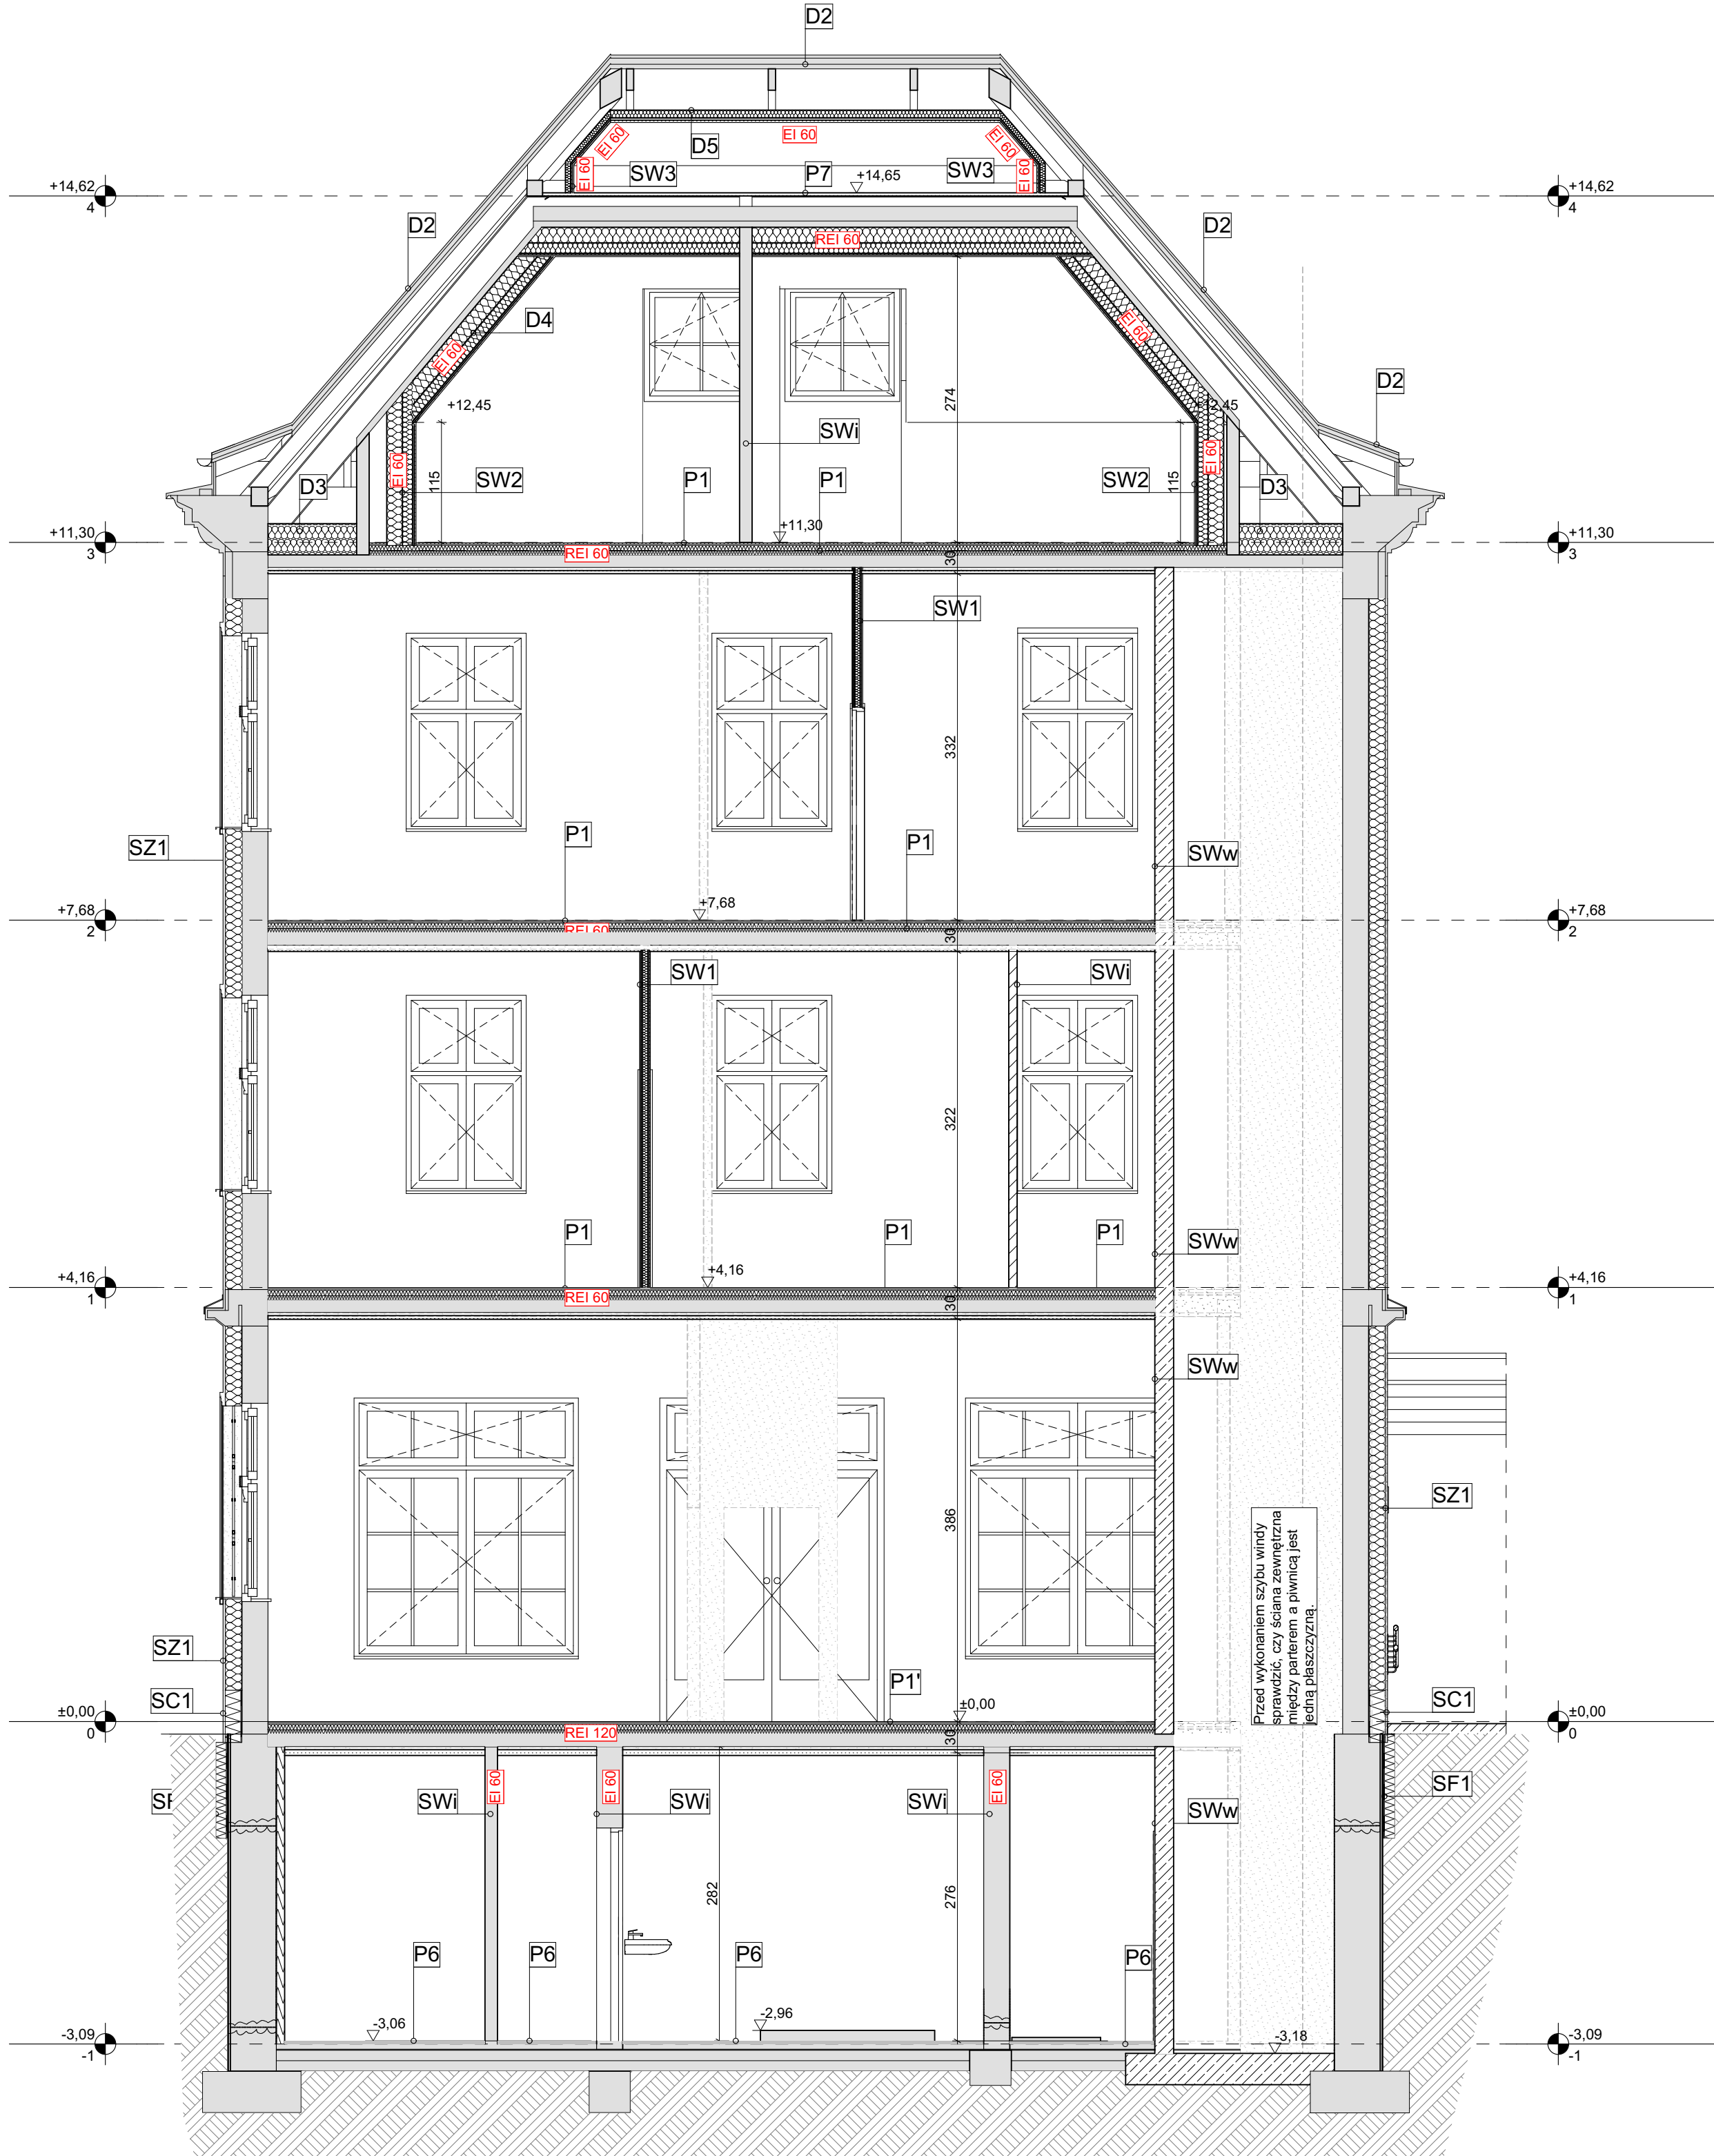 D2
D5
EI 60
EI 60
EI 60
EI 60
EI 60
SW3
P7
+14,65
SW3
+14,62
4
+14,62
4
D2
REI 60
D2
D4
EI 60
EI 60
+12,45
274
D2
SWi
EI 60
115
SW2
P1
P1
SW2
115
EI 60
D3
D3
+11,30
3
+11,30
+11,30
3
REI 60
30
SW1
332
SZ1
P1
P1
SWw
+7,68
2
+7,68
+7,68
2
REI 60
30
SW1
SWi
322
P1
P1
P1
SWw
+4,16
1
+4,16
+4,16
1
REI 60
30
SWw
386
SZ1
Przed wykonaniem szybu windy
sprawdzić, czy ściana zewnętrzna
między parterem a piwnicą jest
jedną płaszczyzną.
SZ1
SC1
P1'
SC1
±0,00
0
±0,00
±0,00
0
REI 120
30
EI 60
EI 60
EI 60
SWi
SWi
SWi
SWw
SF1
282
276
P6
P6
P6
P6
-3,06
-2,96
-3,18
-3,09
-1
-3,09
-1